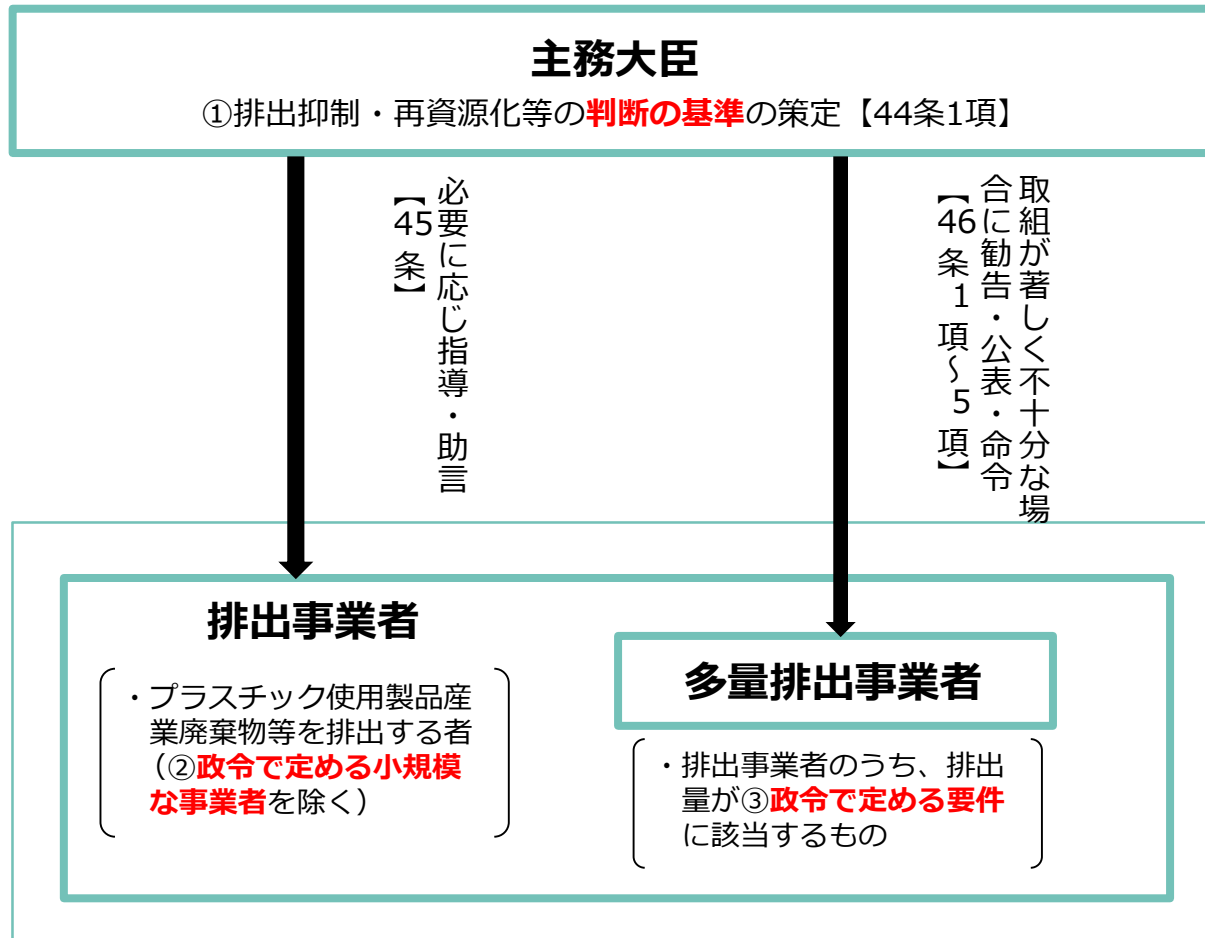 主務大臣
①排出抑制・再資源化等の判断の基準の策定【44条1項】
必要に応じ指導・助言
【45条】
取組が著しく不十分な場
合に勧告・公表・命令
【46条1項~5項】
排出事業者
・プラスチック使用製品産
業廃棄物等を排出する者
（②政令で定める小規模
な事業者を除く）
多量排出事業者
・排出事業者のうち、排出
量が③政令で定める要件
に該当するもの